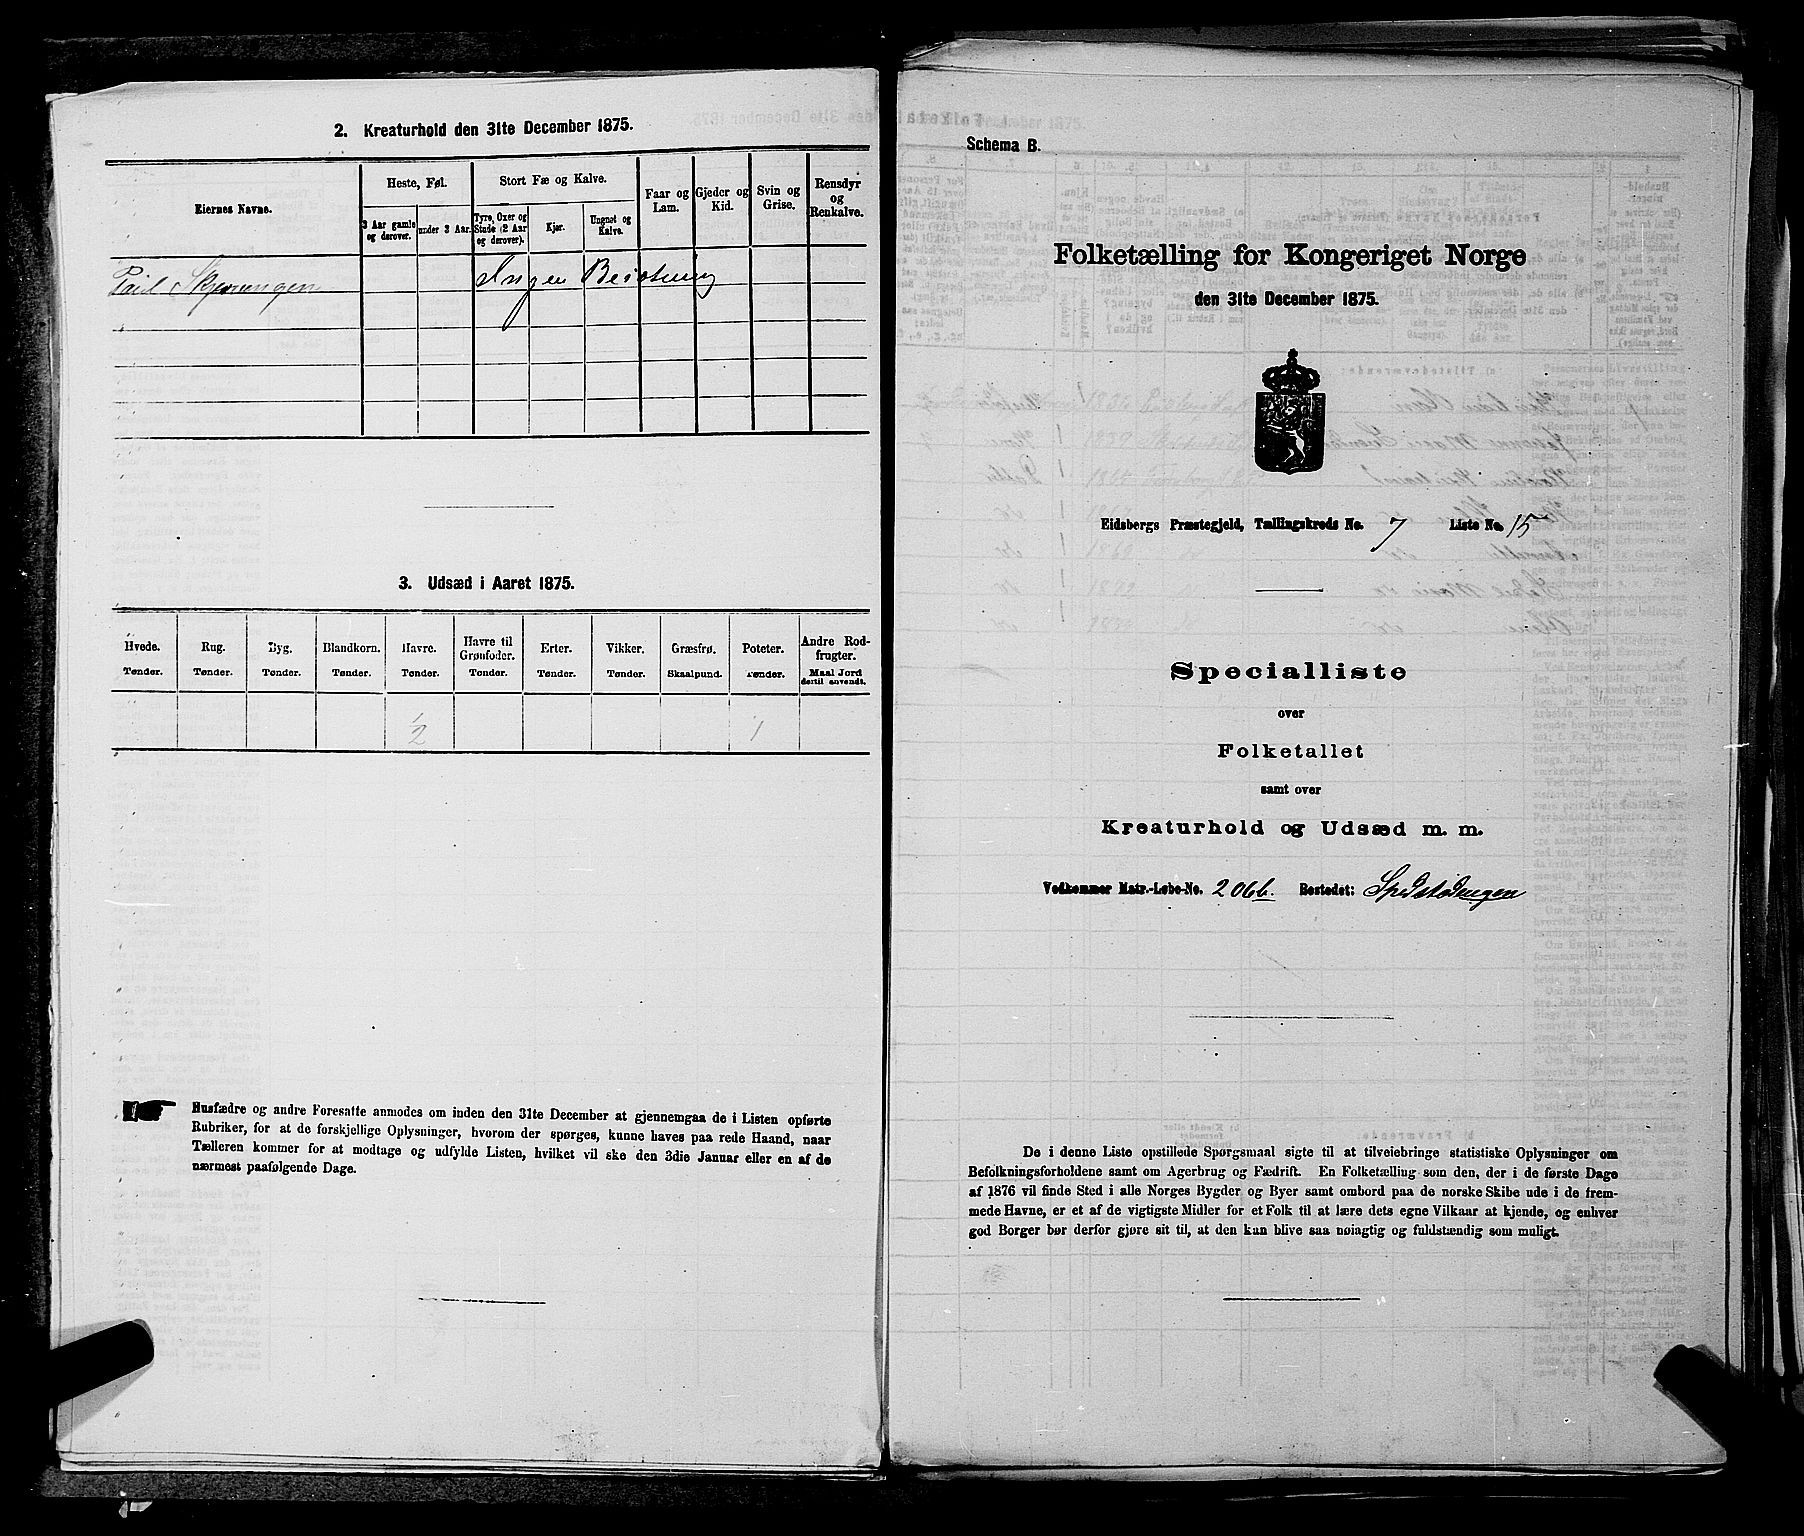 2. Kreaturhold den 31te December 1875.
Eiernes Navne.
Heste, Føl.
Stort Fæ og Kalve.
Faar og Lam.
Gjeder og Kid.
Svin og Grise.
Rensdyr og Renkalve.
3 Aar gamle og derover.
under 3 Aar.
Tyre, Oxer og Stude (2 Aar og derover).
Kjør.
Ungnøt og Kalve.
Ingen Besætning
3. Udsæd i Aaret 1875.
Hvede. Rug. Byg. Blandkorn. Havre. Havre til Grønfoder. Erter. Vikker. Græsfrø. Poteter. Andre Rodfrugter.
Tønder. Tønder. Tønder. Tønder. Tønder. Tønder. Tønder. Tønder. Skaalpund. Tønder. Maal Jord dertil anvendt.
1/2 1
Husfædre og andre Foresatte anmodes om inden den 31te December at gjennemgaa de i Listen opførte
Rubriker, for at de forskjellige Oplysninger, hvorom der spørges, kunne haves paa rede Haand, naar
Tælleren kommer for at modtage og udfylde Listen, hvilket vil ske den 3die Januar eller en af de
nærmest paafølgende Dage.
Schema B.
Folketælling for Kongeriget Norge
den 31te December 1875.
Eidsbergs Præstegjeld, Tællingskreds No. 7 Liste No. 15
Specialliste
over
Folketallet
samt over
Kreaturhold og Udsæd m. m.
Vedkommer Matr.-Løbe-No. 206b. Bostedet:
De i denne Liste opstillede Spørgsmaal sigte til at tilveiebringe statistiske Oplysninger om
Befolkningsforholdene samt om Agerbrug og Fædrift. En Folketælling som den, der i de første Dage
af 1876 vil finde Sted i alle Norges Bygder og Byer samt ombord paa de norske Skibe ude i de frem-
mede Havne, er et af de vigtigste Midler for et Folk til at lære dets egne Vilkaar at kjende, og enhver
god Borger bør derfor gjøre sit til, at den kan blive saa nøiagtig og fuldstændig som muligt.